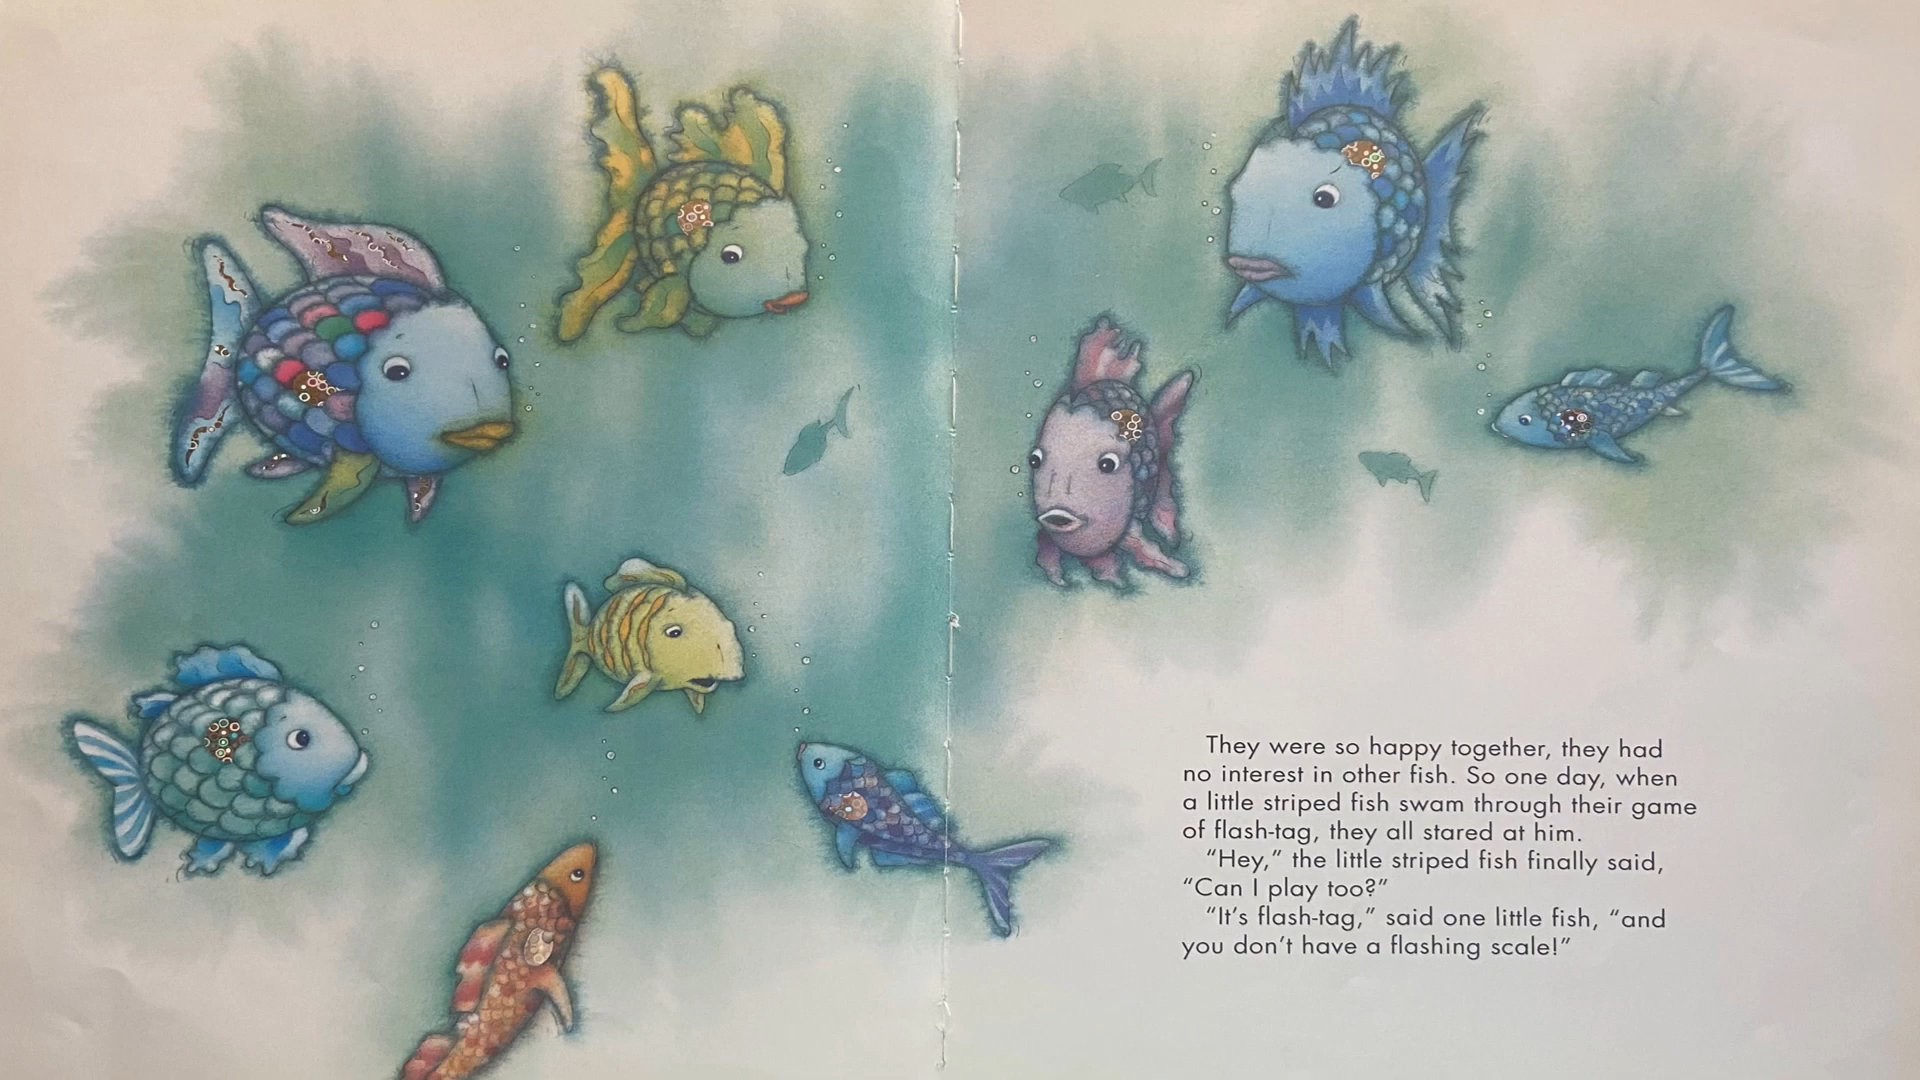 They were so happy together, they had
no interest in other fish. So one day, when
a little striped fish swam through their game
of flash-tag, they all stared at him.
“Hey,” the little striped fish finally said,
“Can I play too?”
“It’s flash-tag,” said one little fish, “and
you don’t have a flashing scale!”